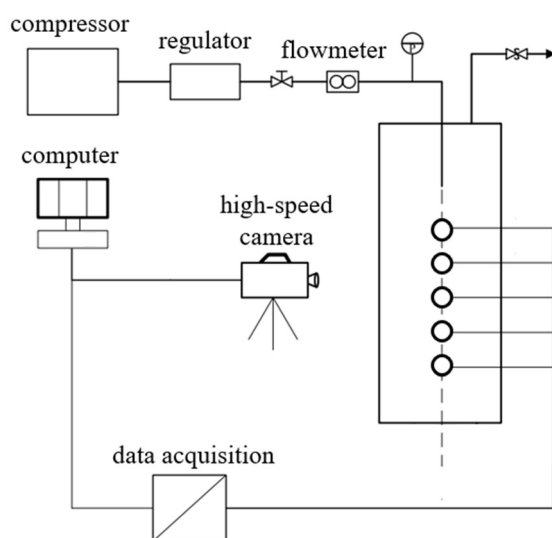 compressor
regulator
flowmeter
P
computer
high-speed
camera
data acquisition